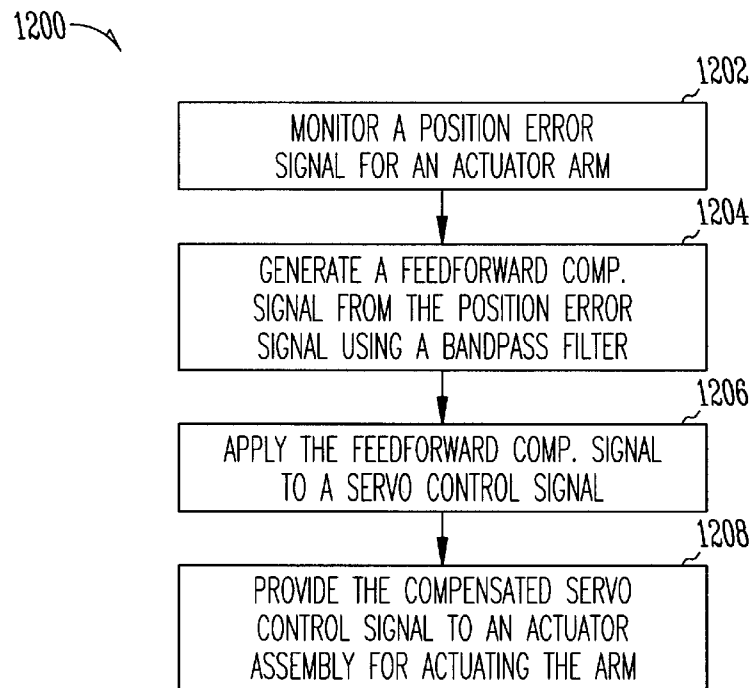 1200
1202
MONITOR A POSITION ERROR
SIGNAL FOR AN ACTUATOR ARM
1204
GENERATE A FEEDFORWARD COMP.
SIGNAL FROM THE POSITION ERROR
SIGNAL USING A BANDPASS FILTER
1206
APPLY THE FEEDFORWARD COMP. SIGNAL
TO A SERVO CONTROL SIGNAL
1208
PROVIDE THE COMPENSATED SERVO
CONTROL SIGNAL TO AN ACTUATOR
ASSEMBLY FOR ACTUATING THE ARM